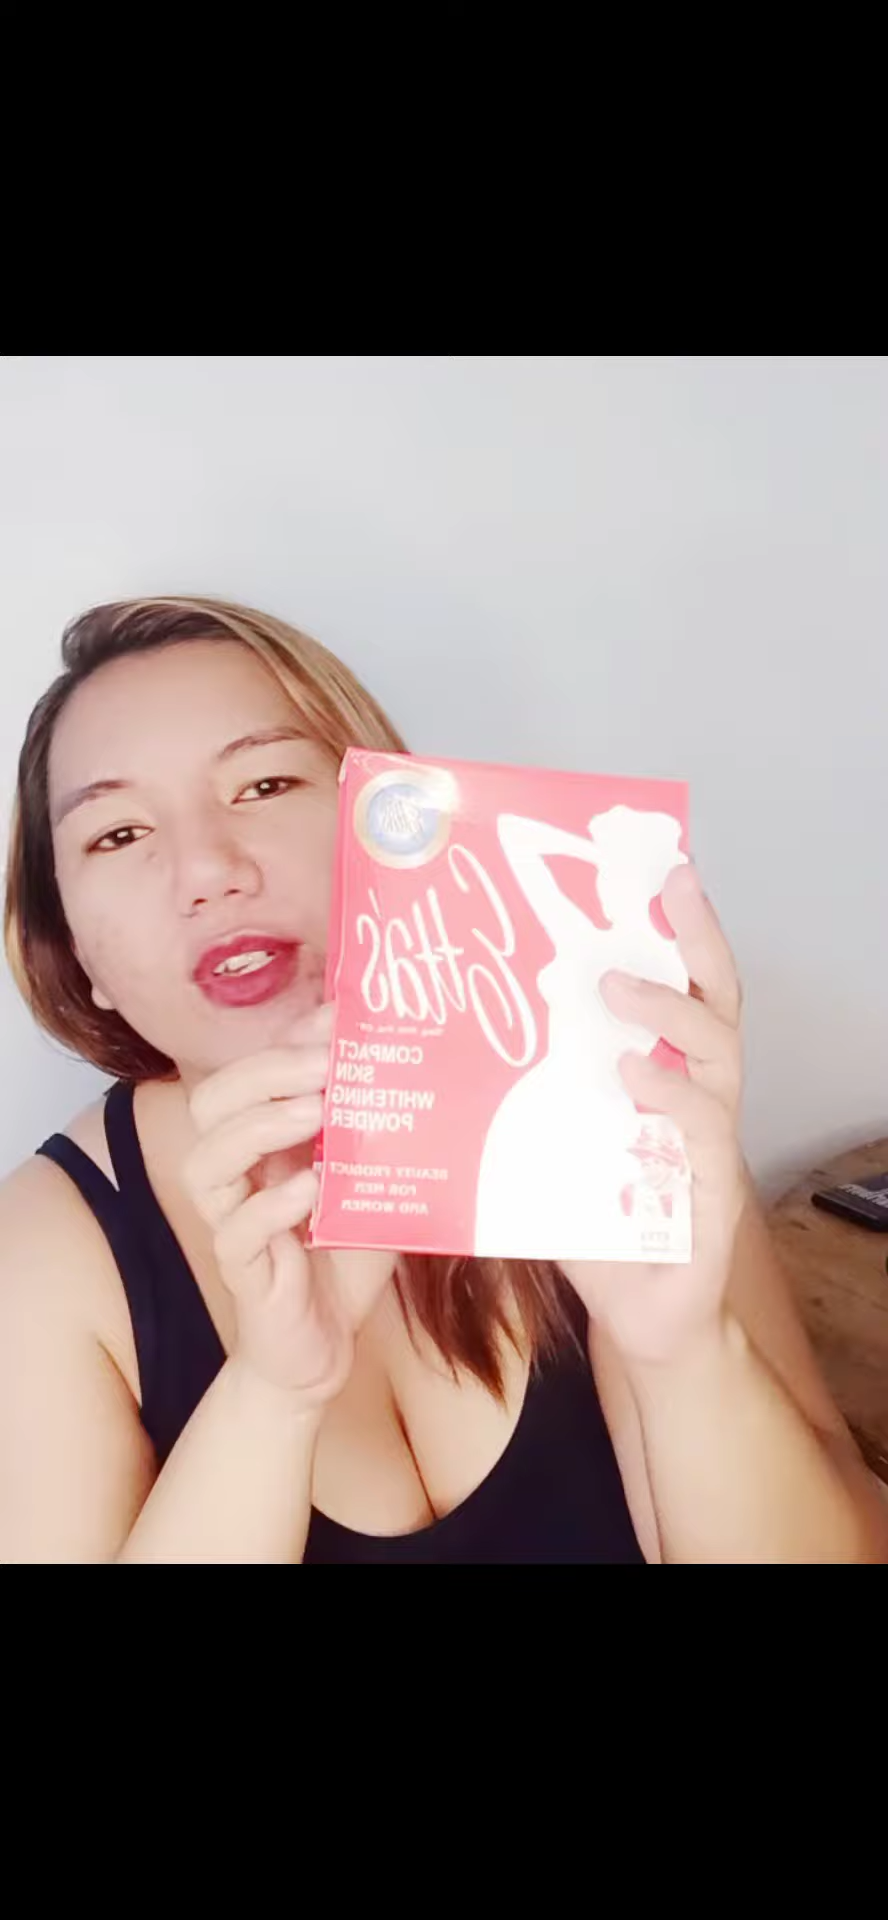 Etta's
COMPACT
SKIN
WHITENING
POWDER
BEAUTY PRODUCT
FOR MEN
AND WOMEN